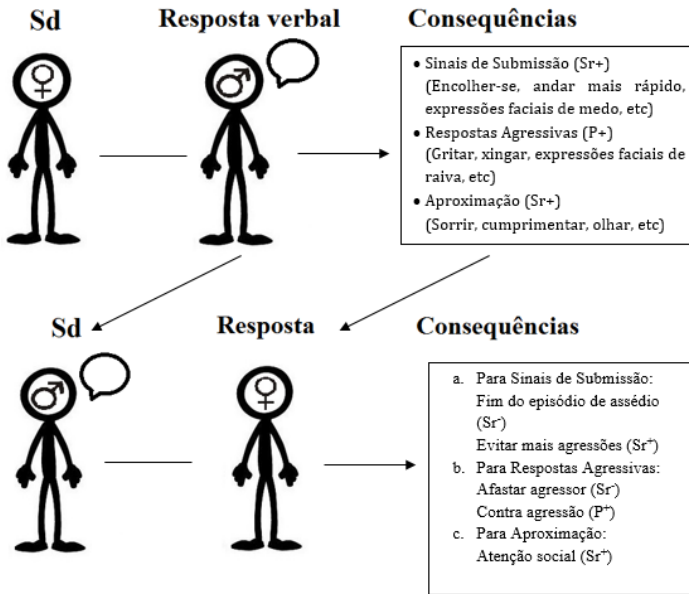 Sd Resposta verbal Consequências
• Sinais de Submissão (Sr+)
(Encolher-se, andar mais rápido,
expressões faciais de medo, etc)
• Respostas Agressivas (P+)
(Gritar, xingar, expressões faciais de
raiva, etc)
• Aproximação (Sr+)
(Sorrir, cumprimentar, olhar, etc)
Sd Resposta Consequências
a. Para Sinais de Submissão:
Fim do episódio de assédio
(Sr⁻)
Evitar mais agressões (Sr⁺)
b. Para Respostas Agressivas:
Afastar agressor (Sr⁻)
Contra agressão (P⁺)
c. Para Aproximação:
Atenção social (Sr⁺)